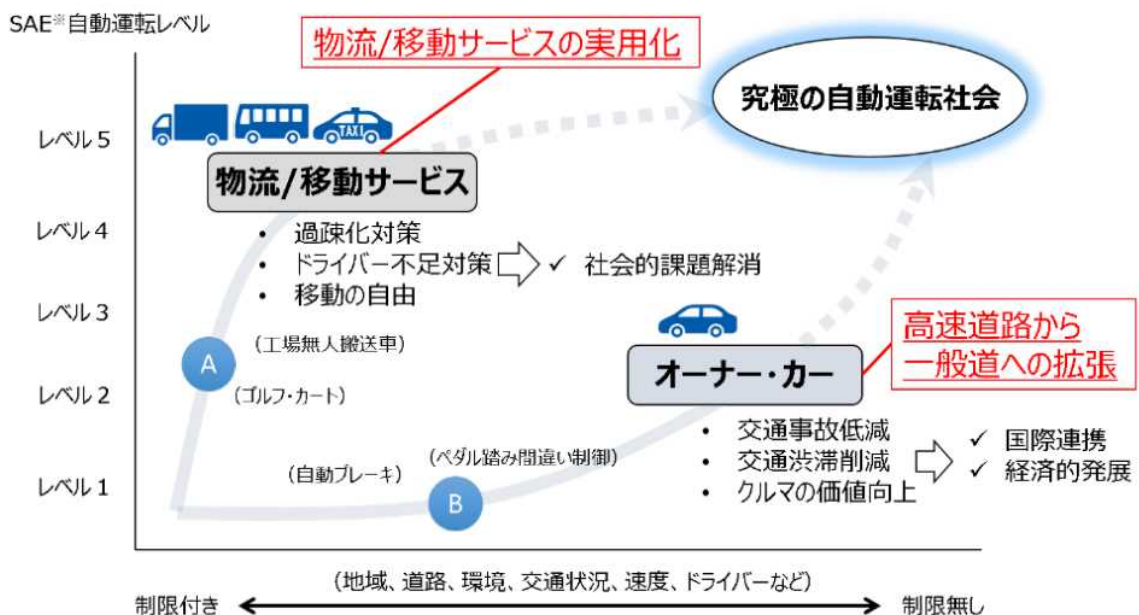 SAE※自動運転レベル
物流/移動サービスの実用化
究極の自動運転社会
レベル5
TAXI
物流/移動サービス
レベル4
• 過疎化対策
• ドライバー不足対策
• 移動の自由
✓ 社会的課題解消
レベル3
高速道路から
一般道への拡張
A
(工場無人搬送車)
オーナー・カー
レベル2
(ゴルフ・カート)
• 交通事故低減
• 交通渋滞削減
• クルマの価値向上
✓ 国際連携
✓ 経済的発展
(ペダル踏み間違い制御)
(自動ブレーキ)
レベル1
B
(地域、道路、環境、交通状況、速度、ドライバーなど)
制限付き
制限無し